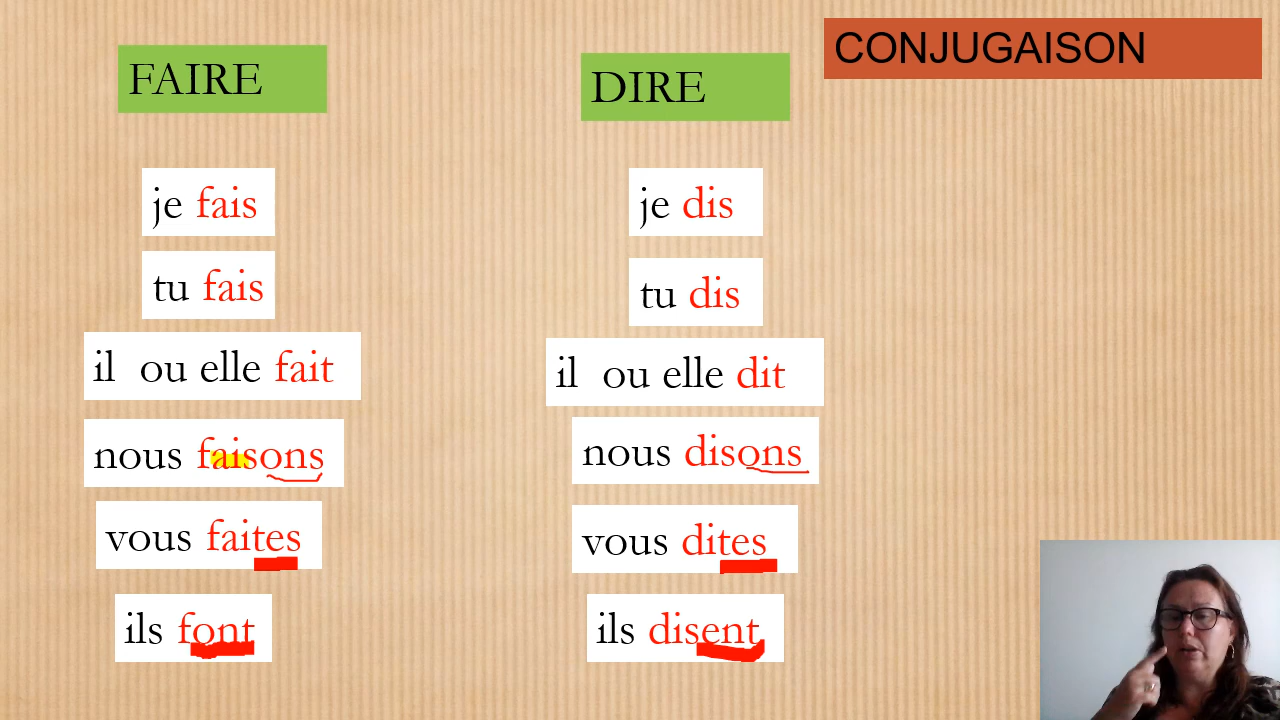 CONJUGAISON
FAIRE
je fais
tu fais
il ou elle fait
nous faisons
vous faites
ils font
DIRE
je dis
tu dis
il ou elle dit
nous disons
vous dites
ils disent